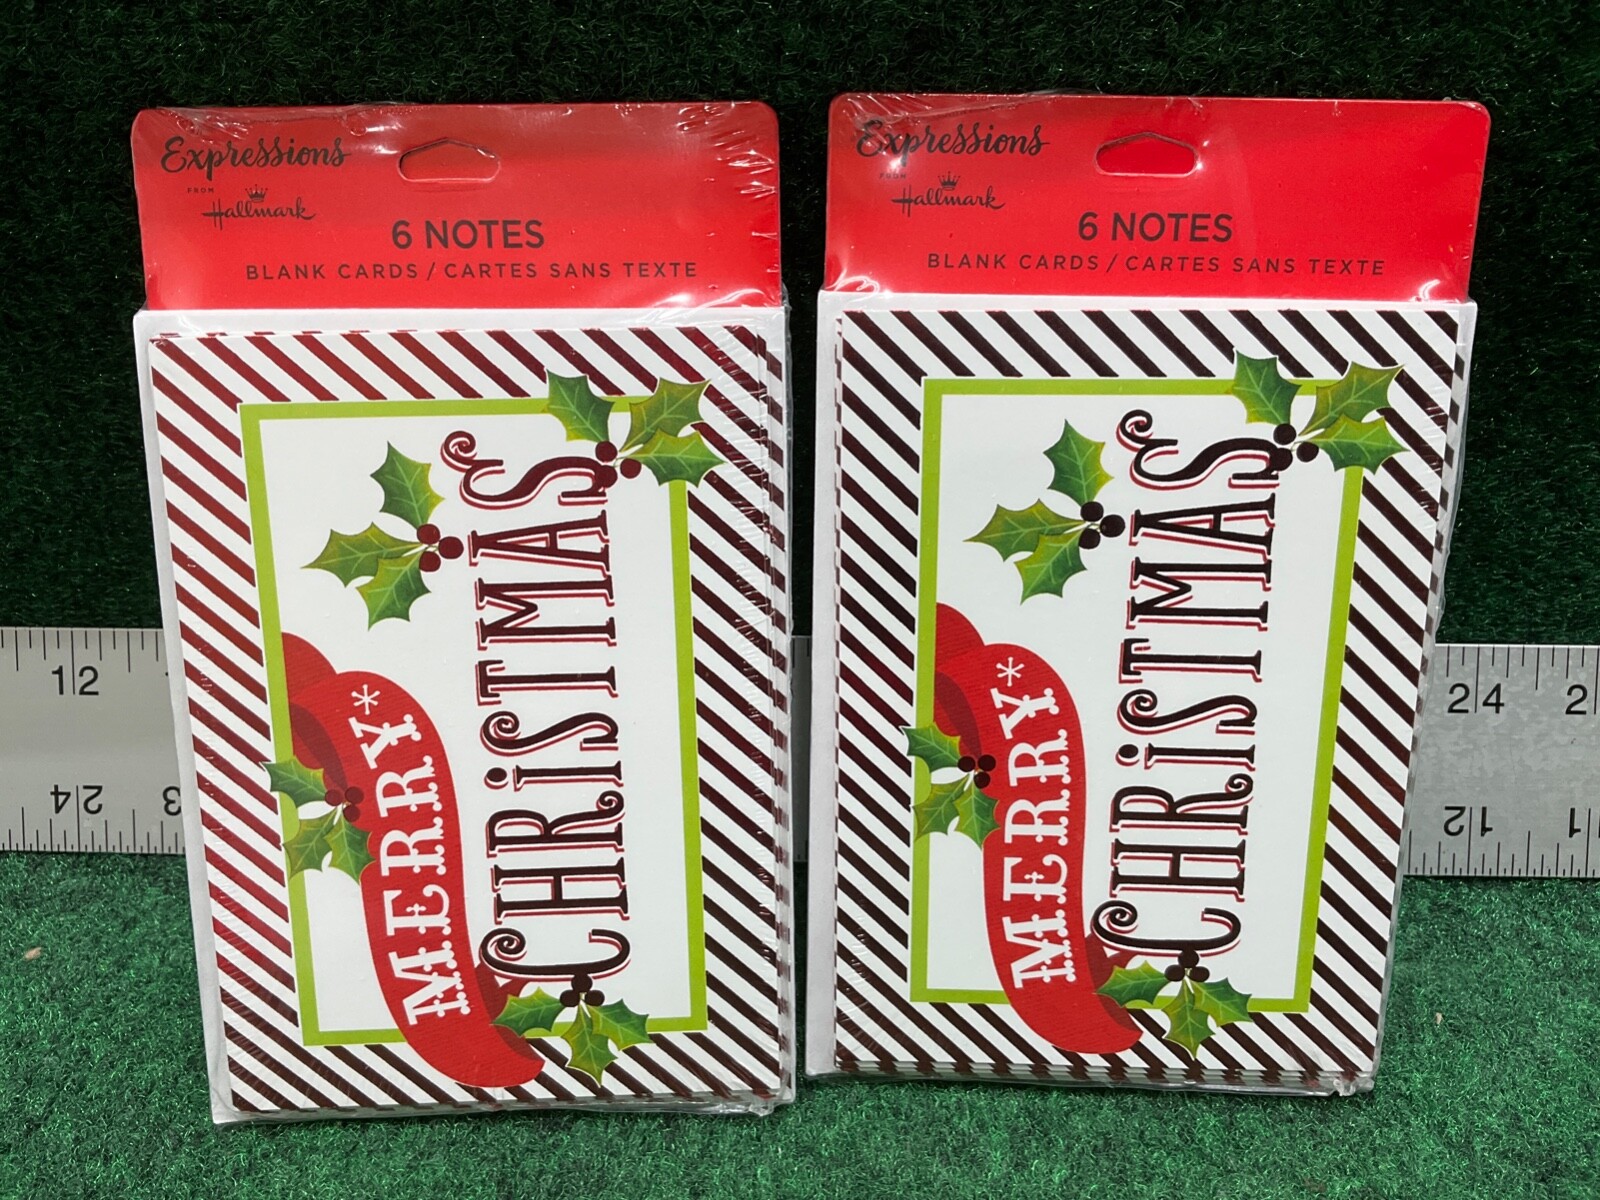 Expressions
FROM
Hallmark
6 NOTES
BLANK CARDS / CARTES SANS TEXTE
MERRY*
CHRiSTMAS
Expressions
FROM
Hallmark
6 NOTES
BLANK CARDS / CARTES SANS TEXTE
MERRY*
CHRiSTMAS
12
24
3
24
2
12
11